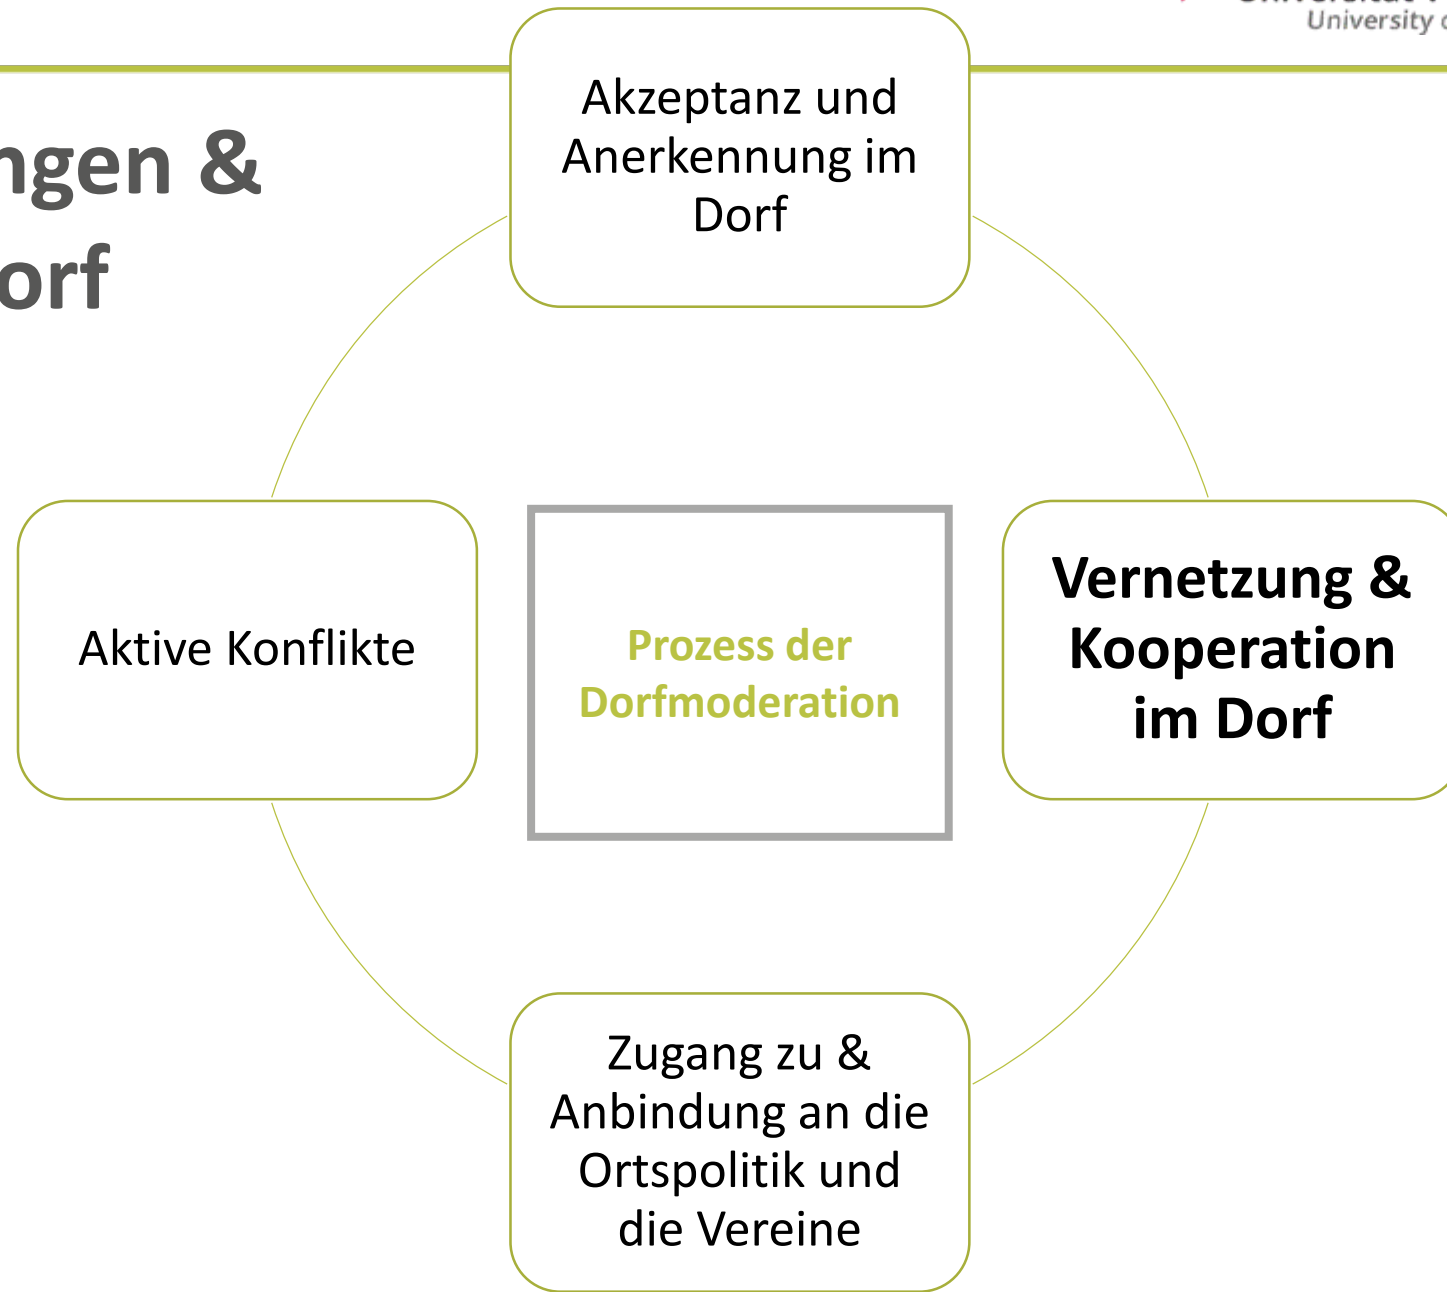 University
Akzeptanz und
Anerkennung im
Dorf
ngen &
orf
Aktive Konflikte
Prozess der
Dorfmoderation
Vernetzung &
Kooperation
im Dorf
Zugang zu &
Anbindung an die
Ortspolitik und
die Vereine